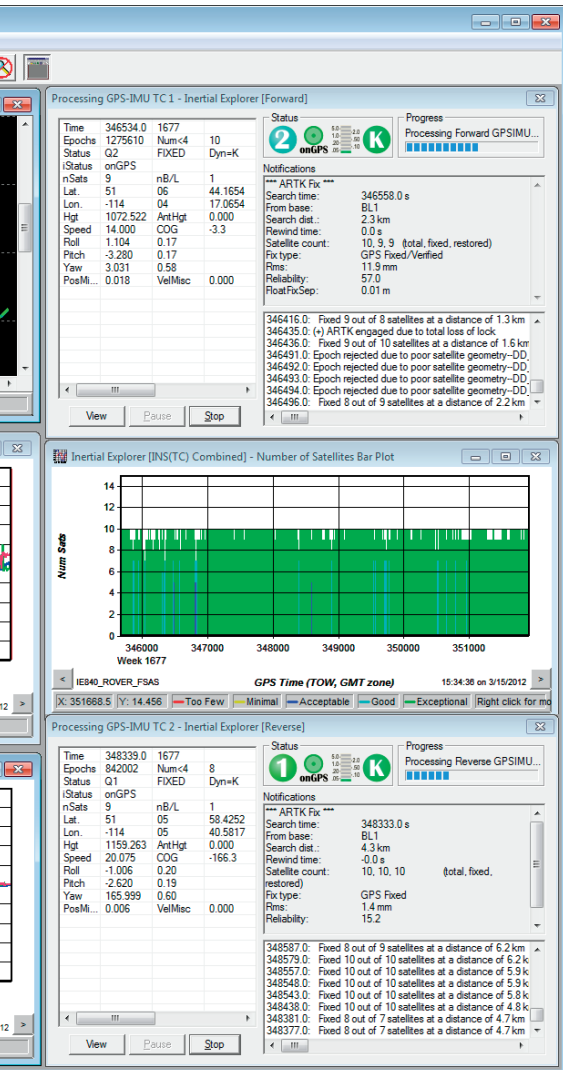 Processing GPS-IMU TC 1 - Inertial Explorer [Forward]
Time 346534.0 1677
Epochs 1275610 Num<4 10
Status Q2 FIXED Dyn=K
iStatus onGPS
nSats 9 nB/L 1
Lat. 51 06 44.1654
Lon. -114 04 17.0654
Hgt 1072.522 AntHgt 0.000
Speed 14.000 COG -3.3
Roll 1.104 0.17
Pitch -3.280 0.17
Yaw 3.031 0.58
PosMi... 0.018 VelMisc 0.000
View Pause Stop
Status
2 onGPS K
Progress
Processing Forward GPSIMU...
Notifications
*** ARTK Fix ***
Search time: 346558.0 s
From base: BL1
Search dist.: 2.3 km
Rewind time: 0.0 s
Satellite count: 10, 9, 9 (total, fixed, restored)
Fix type: GPS Fixed/Verified
Rms: 11.9 mm
Reliability: 57.0
FloatFixSep: 0.01 m
346416.0: Fixed 9 out of 8 satellites at a distance of 1.3 km
346435.0: (+) ARTK engaged due to total loss of lock
346436.0: Fixed 9 out of 10 satellites at a distance of 1.6 km
346491.0: Epoch rejected due to poor satellite geometry--DD_
346492.0: Epoch rejected due to poor satellite geometry--DD_
346493.0: Epoch rejected due to poor satellite geometry--DD_
346494.0: Epoch rejected due to poor satellite geometry--DD_
346496.0: Fixed 8 out of 9 satellites at a distance of 2.2 km
Inertial Explorer [INS(TC) Combined] - Number of Satellites Bar Plot
Num Sats
14
12
10
8
6
4
2
0
346000 347000 348000 349000 350000 351000
Week 1677
IE840_ROVER_FSAS GPS Time (TOW, GMT zone) 15:34:36 on 3/15/2012
X: 351668.5 Y: 14.456 Too Few Minimal Acceptable Good Exceptional Right click for mo
12
Processing GPS-IMU TC 2 - Inertial Explorer [Reverse]
Time 348339.0 1677
Epochs 842002 Num<4 8
Status Q1 FIXED Dyn=K
iStatus onGPS
nSats 9 nB/L 1
Lat. 51 05 58.4252
Lon. -114 05 40.5817
Hgt 1159.263 AntHgt 0.000
Speed 20.075 COG -166.3
Roll -1.006 0.20
Pitch -2.620 0.19
Yaw 165.999 0.60
PosMi... 0.006 VelMisc 0.000
View Pause Stop
12
Status
1 onGPS K
Progress
Processing Reverse GPSIMU...
Notifications
*** ARTK Fix ***
Search time: 348333.0 s
From base: BL1
Search dist.: 4.3 km
Rewind time: -0.0 s
Satellite count: 10, 10, 10 (total, fixed,
restored)
Fix type: GPS Fixed
Rms: 1.4 mm
Reliability: 15.2
348587.0: Fixed 8 out of 9 satellites at a distance of 6.2 km
348579.0: Fixed 10 out of 10 satellites at a distance of 6.2 k
348557.0: Fixed 10 out of 10 satellites at a distance of 5.9 k
348548.0: Fixed 10 out of 10 satellites at a distance of 5.9 k
348543.0: Fixed 10 out of 10 satellites at a distance of 5.8 k
348438.0: Fixed 10 out of 10 satellites at a distance of 4.8 k
348381.0: Fixed 8 out of 7 satellites at a distance of 4.7 km
348377.0: Fixed 8 out of 7 satellites at a distance of 4.7 km